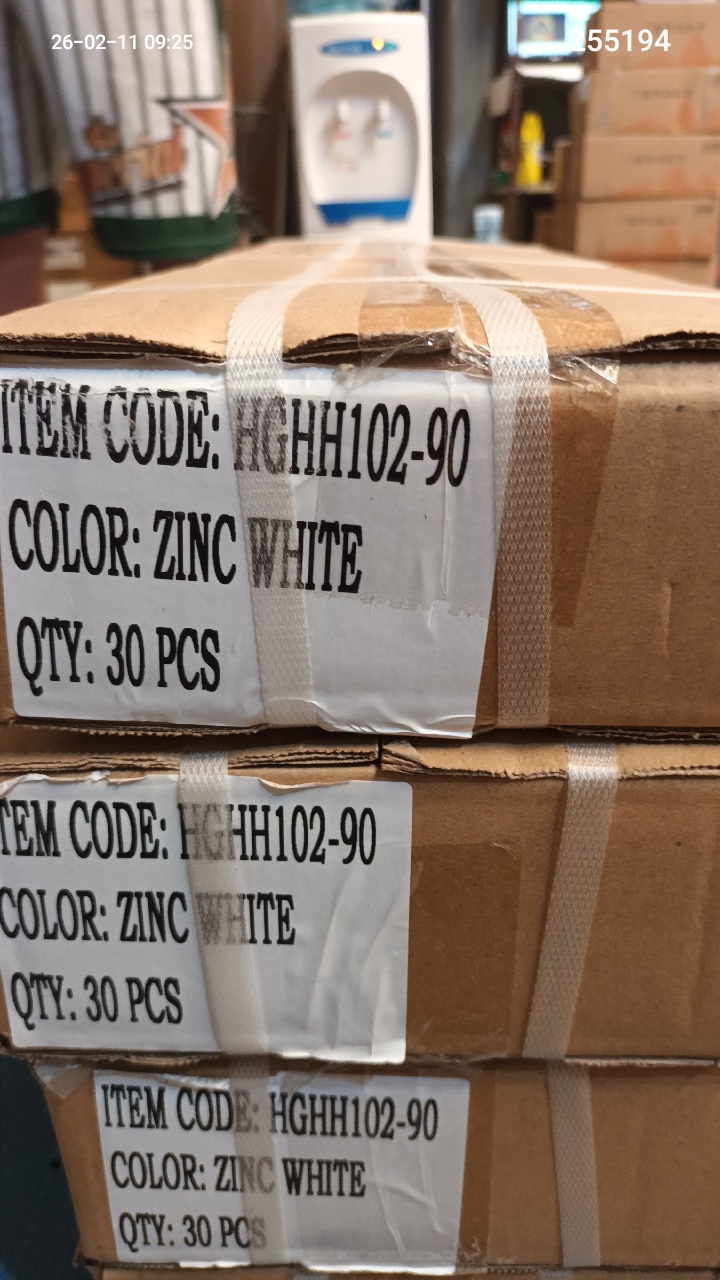 26-02-11 09:25
255194
ITEM CODE: HGHH102-90
COLOR: ZINC WHITE
QTY: 30 PCS
TEM CODE: HGHH102-90
COLOR: ZINC WHITE
QTY: 30 PCS
ITEM CODE: HGHH102-90
COLOR: ZINC WHITE
QTY: 30 PCS